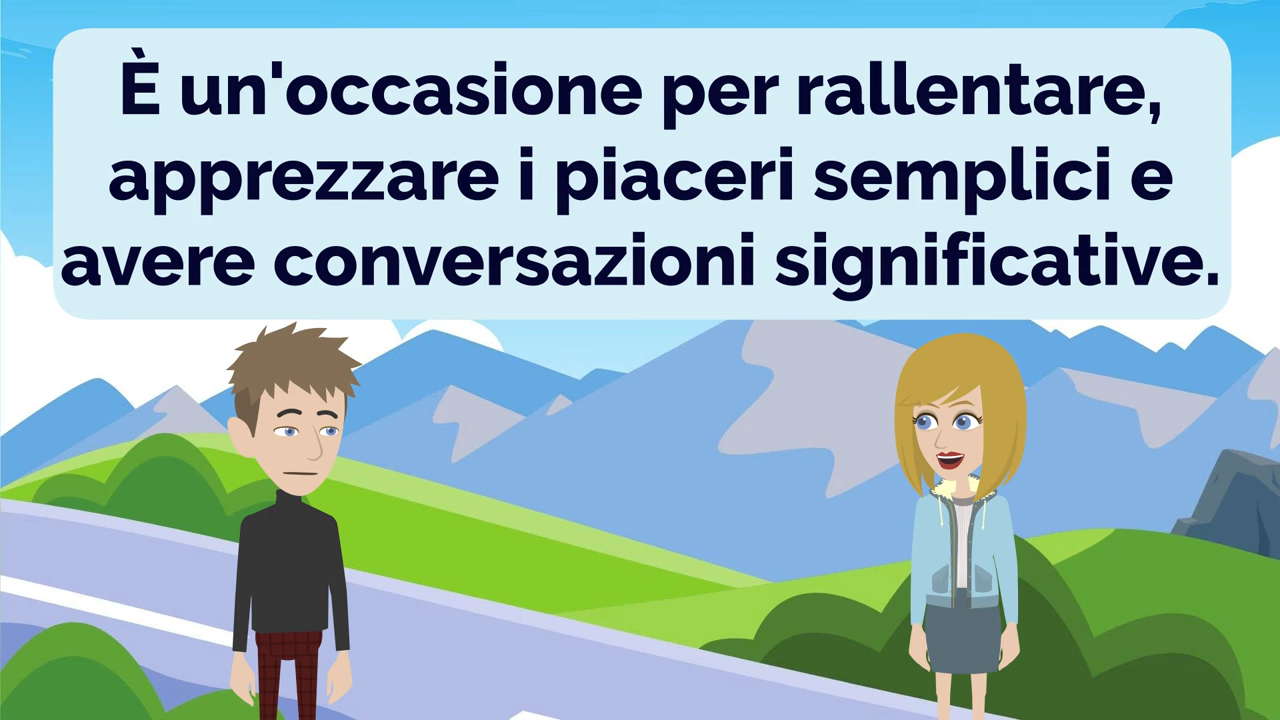 È un'occasione per rallentare,
apprezzare i piaceri semplici e
avere conversazioni significative.